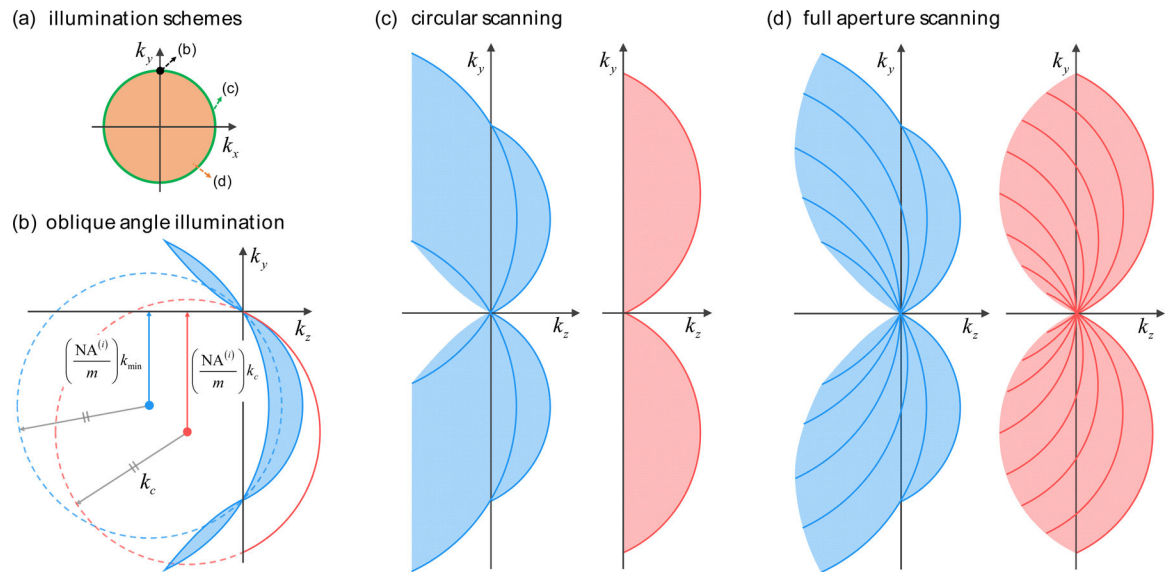 (a) illumination schemes
k_y
(b)
(c)
k_x
(d)
(b) oblique angle illumination
k_y
k_z
(NA^(i)/m) k_min
(NA^(i)/m) k_c
k_c
(c) circular scanning
k_y
k_y
k_z
k_z
(d) full aperture scanning
k_y
k_y
k_z
k_z